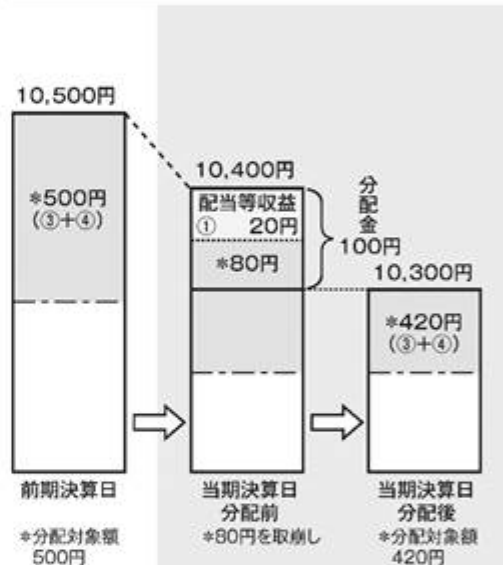 10,500円
*500円
(③+④)
前期決算日
*分配対象額
500円
10,400円
配当等収益
① 20円
*80円
分配金
100円
当期決算日
分配前
*80円を取崩し
10,300円
*420円
(③+④)
当期決算日
分配後
*分配対象額
420円